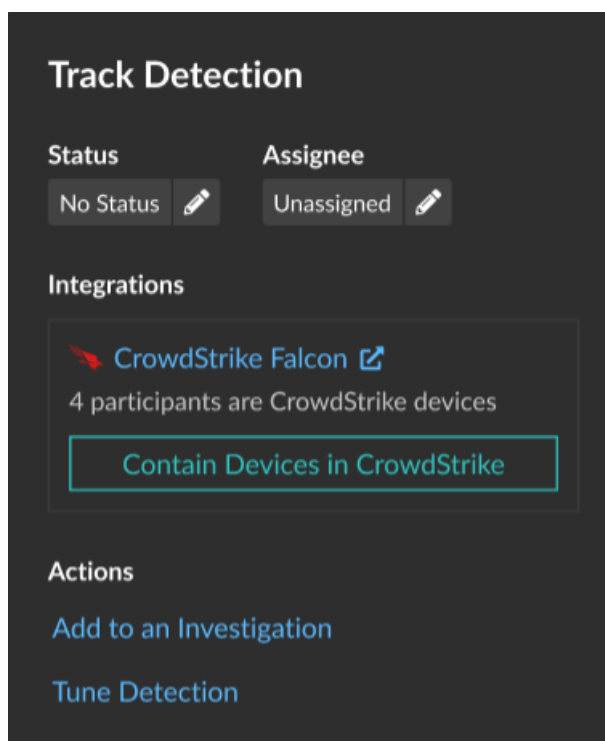 Track Detection
Status
Assignee
No Status
Unassigned
Integrations
CrowdStrike Falcon
4 participants are CrowdStrike devices
Contain Devices in CrowdStrike
Actions
Add to an Investigation
Tune Detection